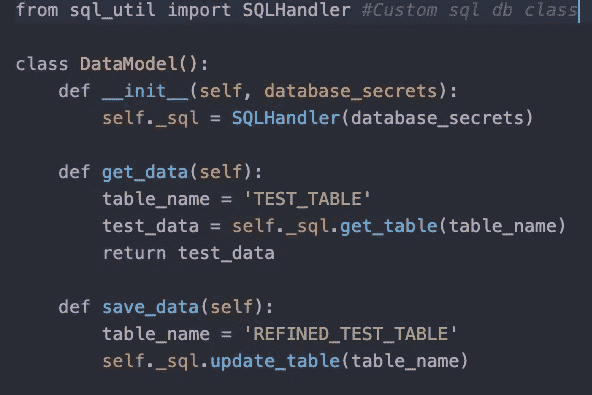 from sql_util import SQLHandler #Custom sql db class
class DataModel():
    def __init__(self, database_secrets):
        self._sql = SQLHandler(database_secrets)
    def get_data(self):
        table_name = 'TEST_TABLE'
        test_data = self._sql.get_table(table_name)
        return test_data
    def save_data(self):
        table_name = 'REFINED_TEST_TABLE'
        self._sql.update_table(table_name)